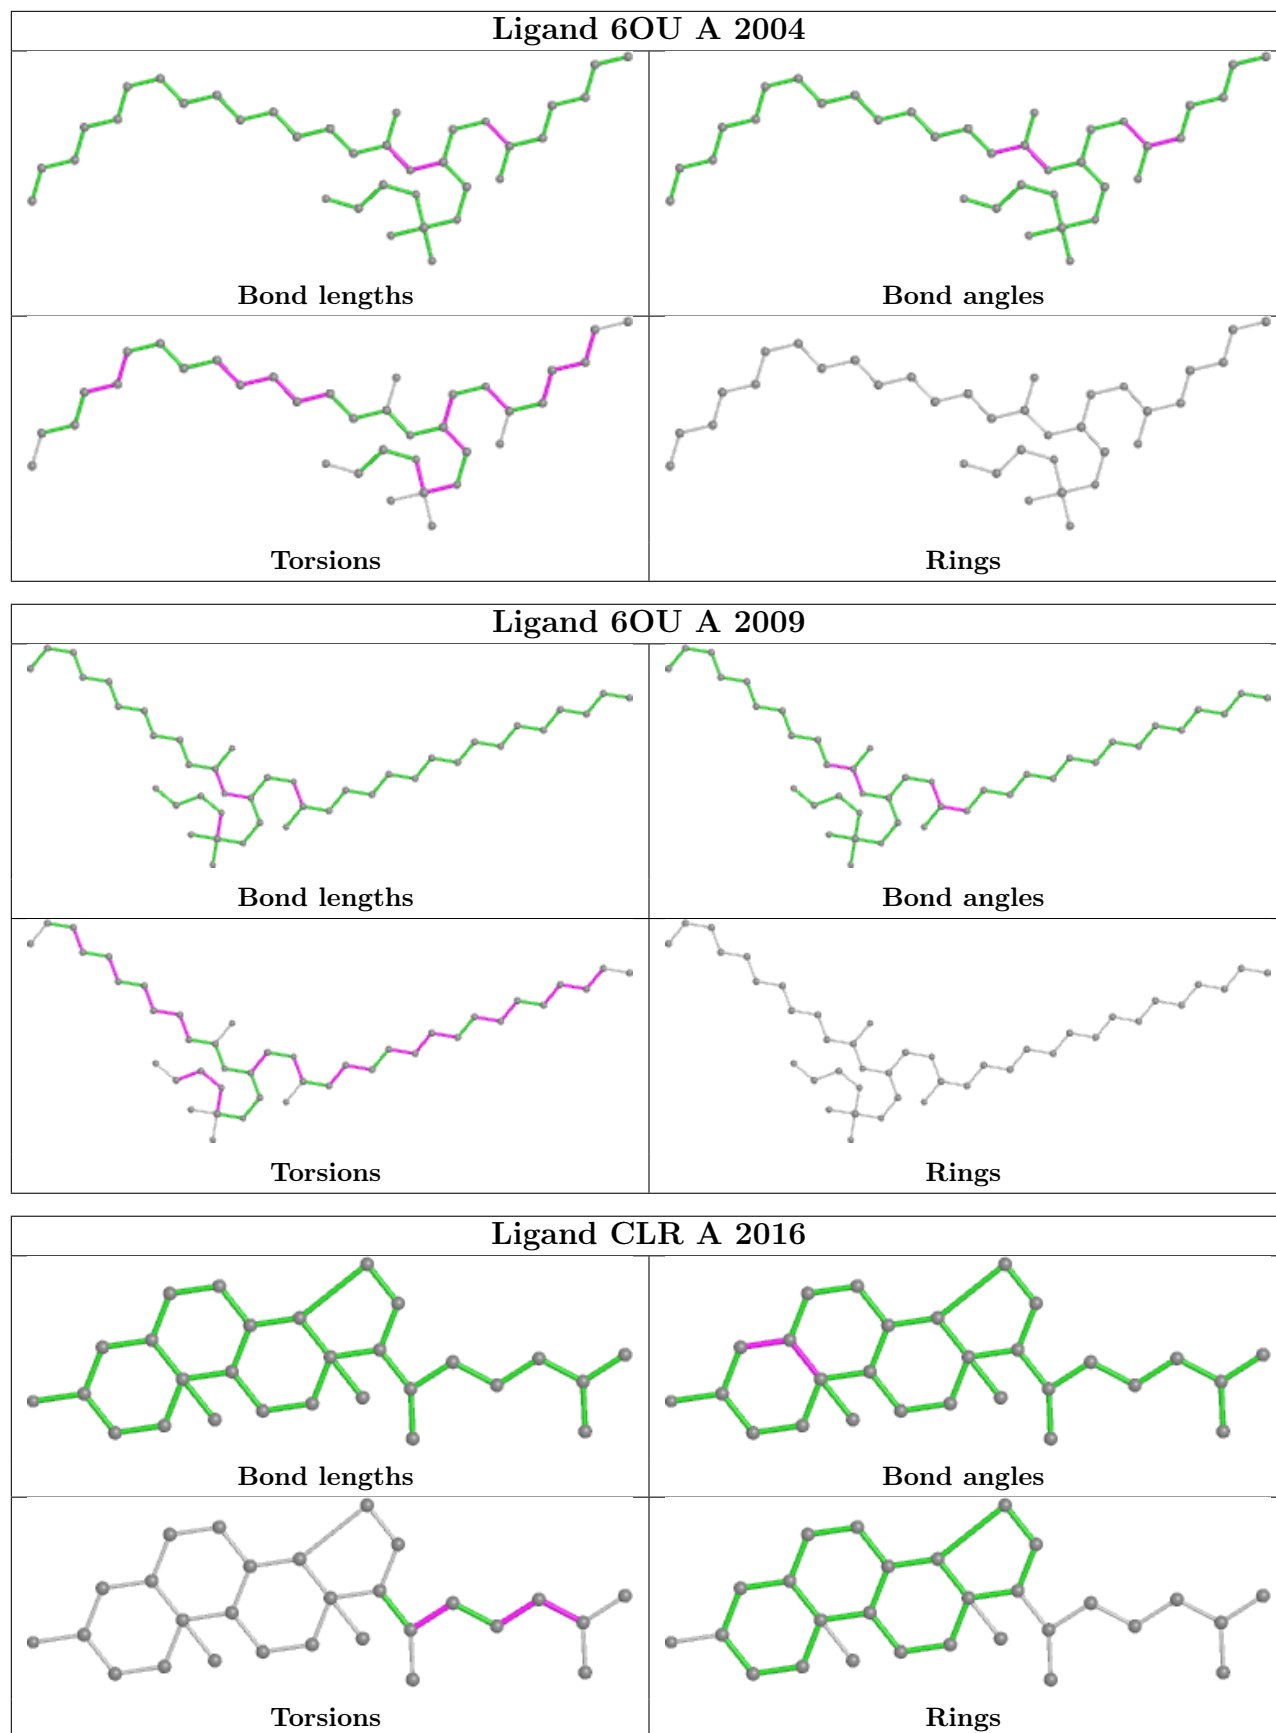 Ligand 6OU A 2004
Bond lengths
Bond angles
Torsions
Rings
Ligand 6OU A 2009
Bond lengths
Bond angles
Torsions
Rings
Ligand CLR A 2016
Bond lengths
Bond angles
Torsions
Rings